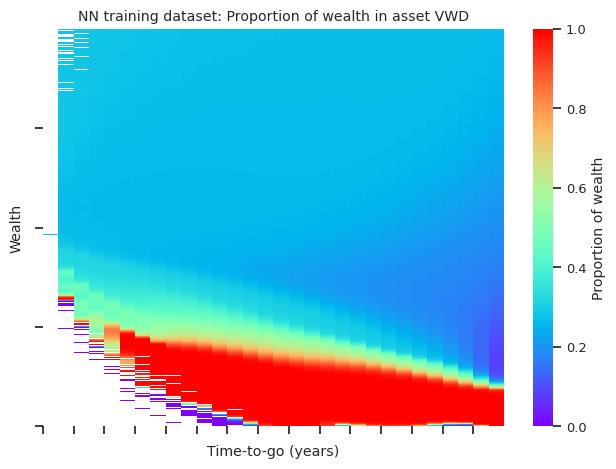 NN training dataset: Proportion of wealth in asset VWD
Wealth
Time-to-go (years)
1.0
0.8
0.6
0.4
0.2
0.0
Proportion of wealth